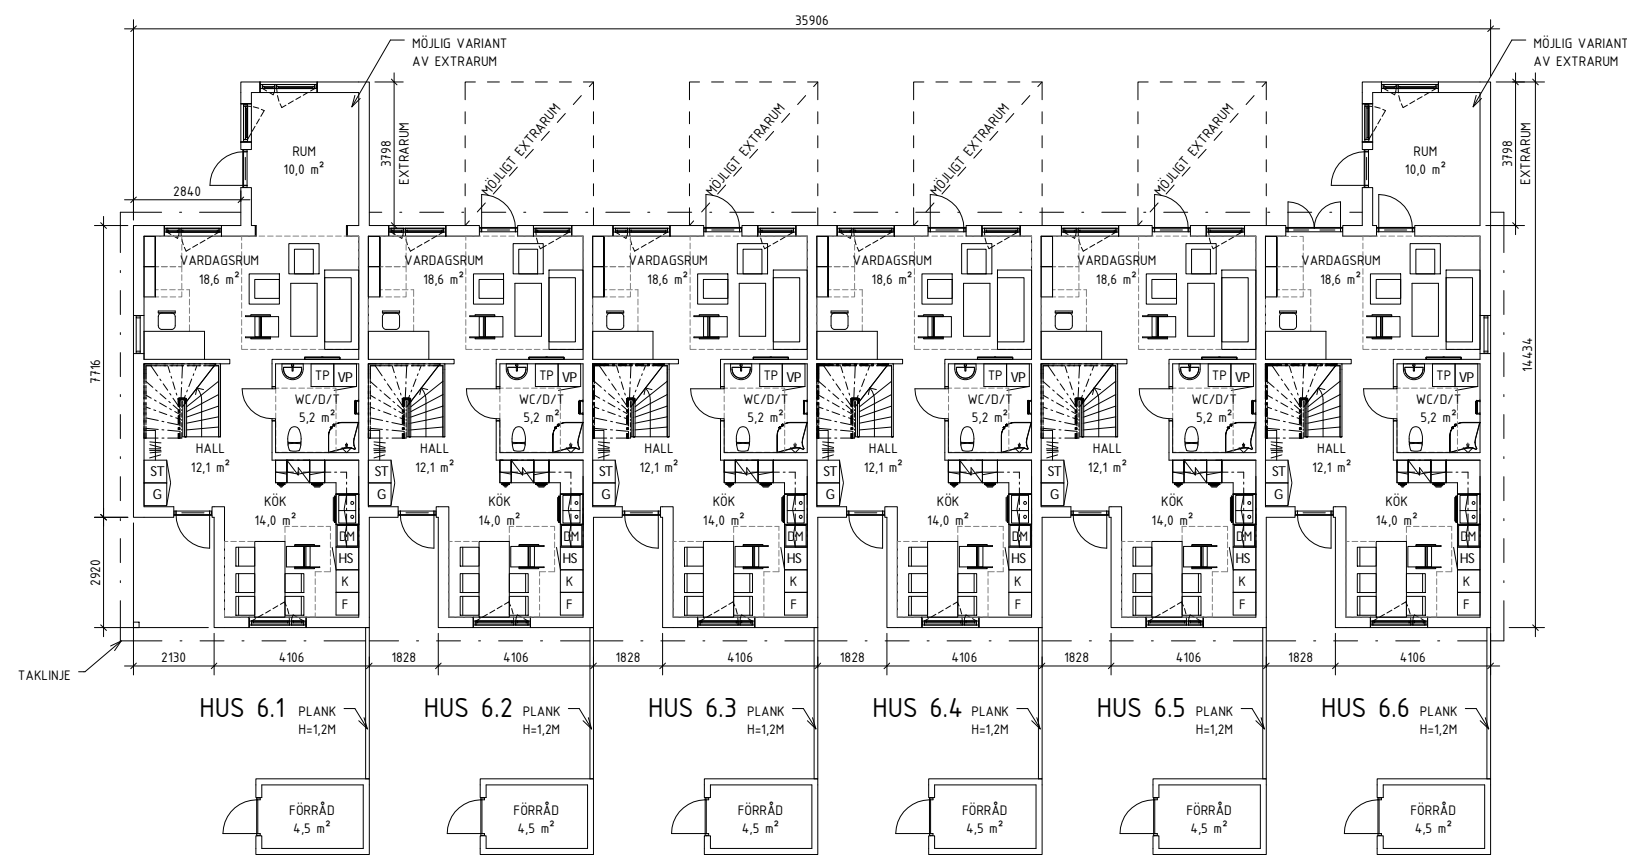 35906
MÖJLIG VARIANT
AV EXTRARUM
MÖJLIG VARIANT
AV EXTRARUM
RUM
10,0 m²
3798
EXTRARUM
MÖJLIGT EXTRARUM
MÖJLIGT EXTRARUM
MÖJLIGT EXTRARUM
MÖJLIGT EXTRARUM
RUM
10,0 m²
3798
EXTRARUM
2840
VARDAGSRUM
18,6 m²
VARDAGSRUM
18,6 m²
VARDAGSRUM
18,6 m²
VARDAGSRUM
18,6 m²
VARDAGSRUM
18,6 m²
VARDAGSRUM
18,6 m²
7716
14434
TP VP
WC/D/T
5,2 m²
TP VP
WC/D/T
5,2 m²
TP VP
WC/D/T
5,2 m²
TP VP
WC/D/T
5,2 m²
TP VP
WC/D/T
5,2 m²
TP VP
WC/D/T
5,2 m²
HALL
12,1 m²
HALL
12,1 m²
HALL
12,1 m²
HALL
12,1 m²
HALL
12,1 m²
HALL
12,1 m²
ST
G
ST
G
ST
G
ST
G
ST
G
ST
G
KÖK
14,0 m²
KÖK
14,0 m²
KÖK
14,0 m²
KÖK
14,0 m²
KÖK
14,0 m²
KÖK
14,0 m²
DM
HS
K
F
DM
HS
K
F
DM
HS
K
F
DM
HS
K
F
DM
HS
K
F
DM
HS
K
F
2920
TAKLINJE
2130 4106 1828 4106 1828 4106 1828 4106 1828 4106 1828 4106
HUS 6.1 PLANK
H=1,2M
HUS 6.2 PLANK
H=1,2M
HUS 6.3 PLANK
H=1,2M
HUS 6.4 PLANK
H=1,2M
HUS 6.5 PLANK
H=1,2M
HUS 6.6 PLANK
H=1,2M
FÖRRÅD
4,5 m²
FÖRRÅD
4,5 m²
FÖRRÅD
4,5 m²
FÖRRÅD
4,5 m²
FÖRRÅD
4,5 m²
FÖRRÅD
4,5 m²